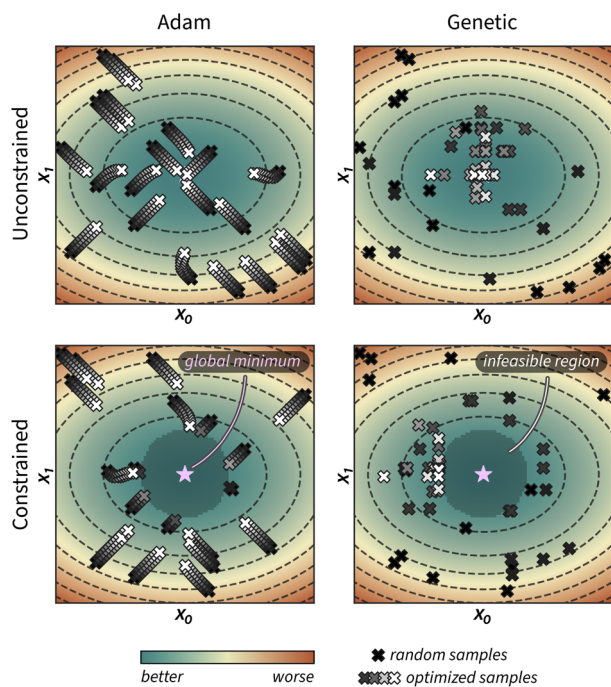 Adam
Genetic
Unconstrained
X₁
X₀
X₁
X₀
Constrained
X₁
global minimum
X₀
X₁
infeasible region
X₀
better
worse
random samples
optimized samples